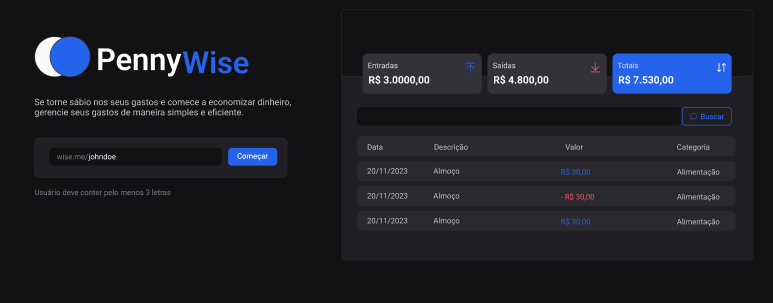 PennyWise
Se torne sábio nos seus gastos e comece a economizar dinheiro,
gerencie seus gastos de maneira simples e eficiente.
wise.me/johndoe
Começar
Usuário deve conter pelo menos 3 letras
Entradas
R$ 3.0000,00
Saídas
R$ 4.800,00
Totais
R$ 7.530,00
Buscar
Data Descrição Valor Categoria
20/11/2023 Almoço R$ 30,00 Alimentação
20/11/2023 Almoço - R$ 30,00 Alimentação
20/11/2023 Almoço R$ 30,00 Alimentação